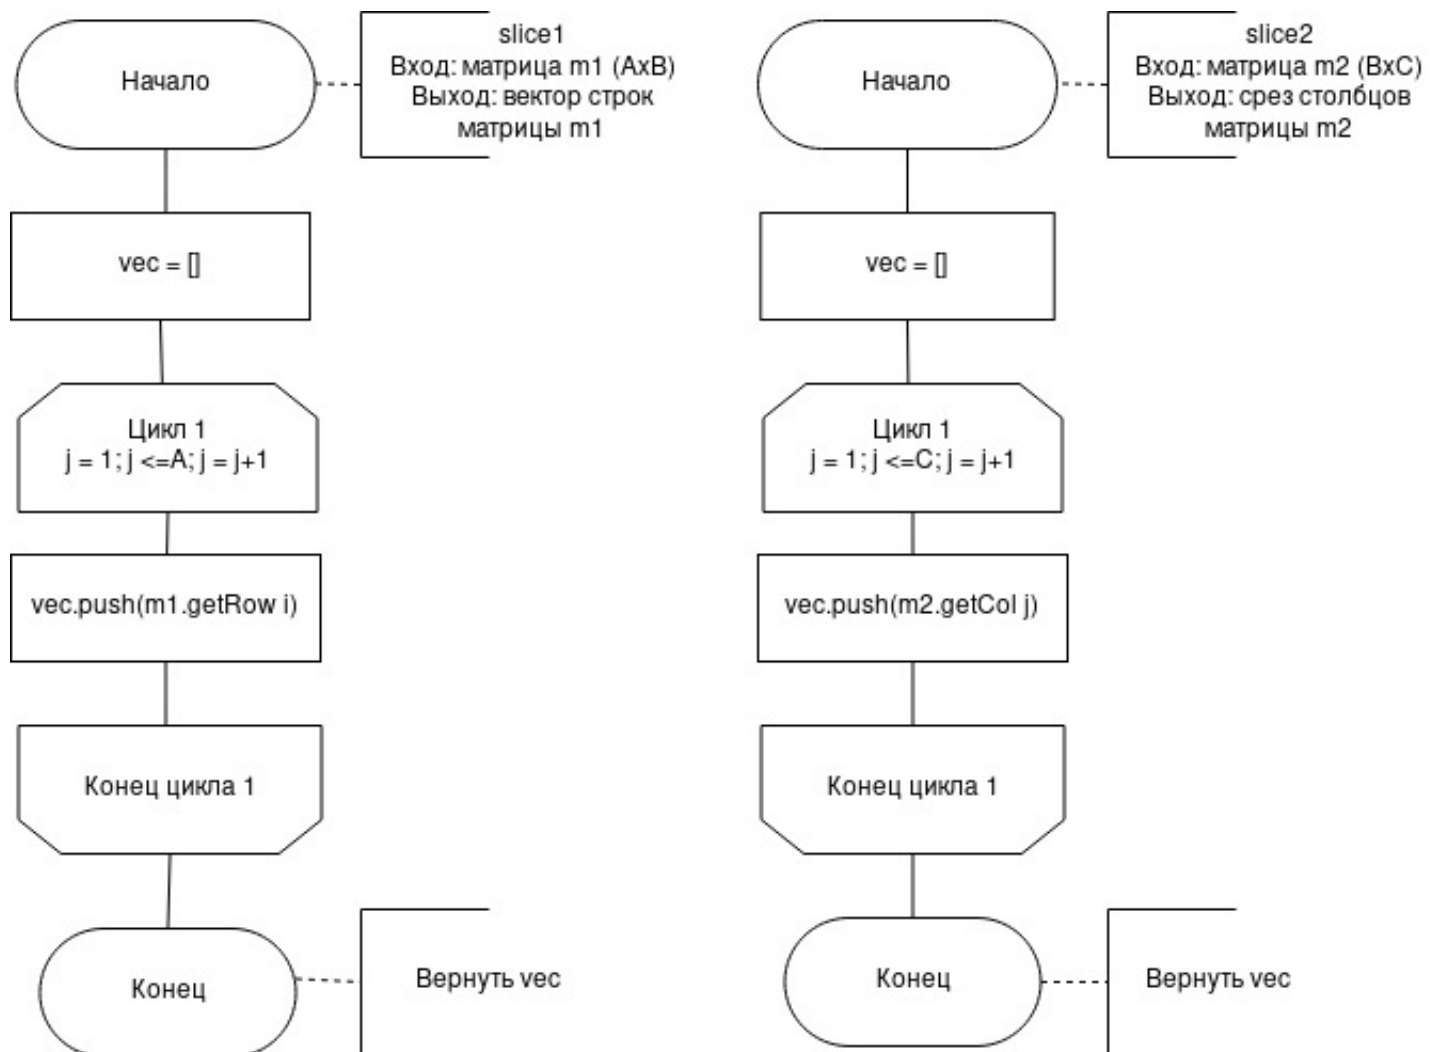 Начало
slice1
Вход: матрица m1 (AxB)
Выход: вектор строк
матрицы m1
vec = []
Цикл 1
j = 1; j <=A; j = j+1
vec.push(m1.getRow i)
Конец цикла 1
Конец
Вернуть vec
Начало
slice2
Вход: матрица m2 (BxC)
Выход: срез столбцов
матрицы m2
vec = []
Цикл 1
j = 1; j <=C; j = j+1
vec.push(m2.getCol j)
Конец цикла 1
Конец
Вернуть vec